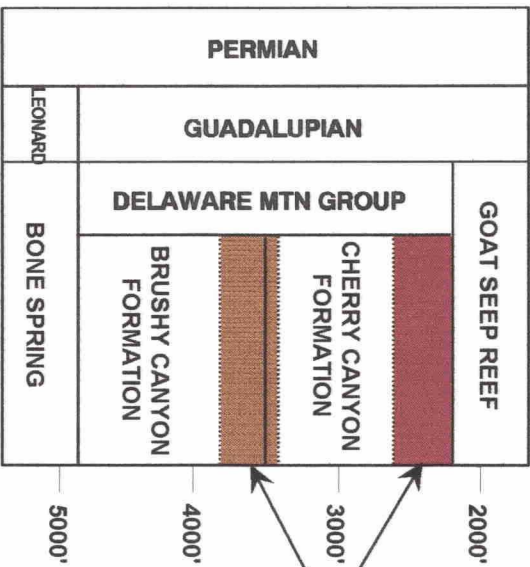 PERMIAN
LEONARD
GUADALUPIAN
DELAWARE MTN GROUP
BONE SPRING
BRUSHY CANYON
FORMATION
CHERRY CANYON
FORMATION
GOAT SEEP REEF
5000'
4000'
3000'
2000'